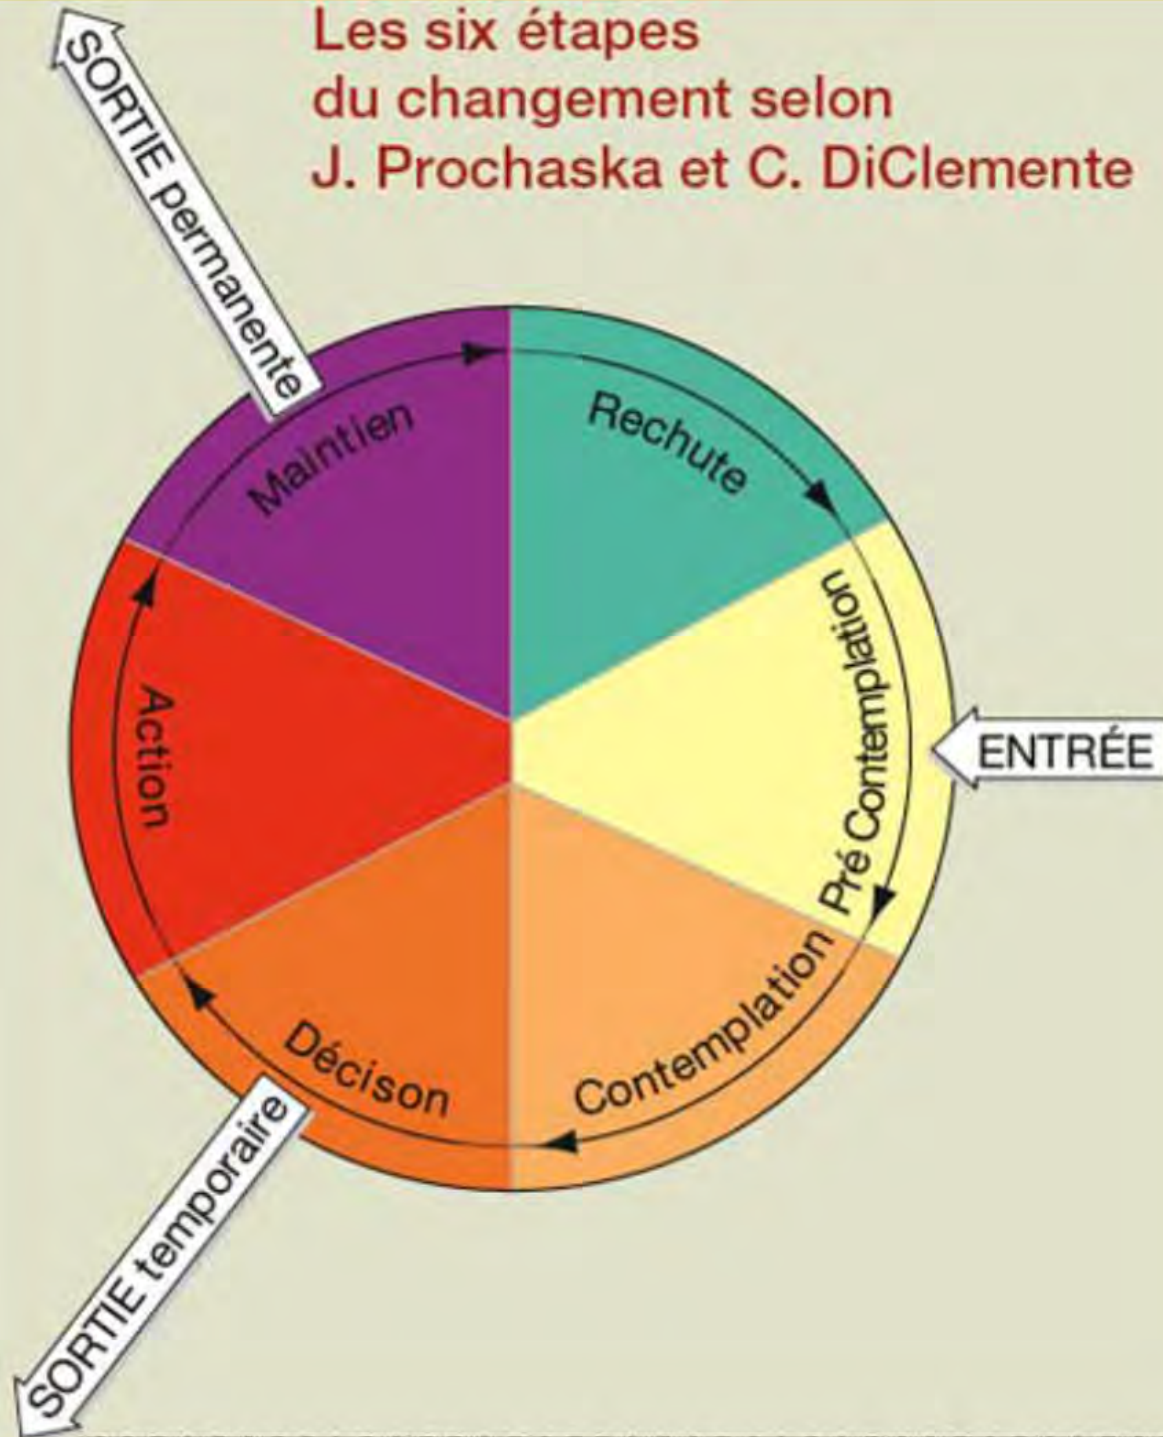 Les six étapes
du changement selon
J. Prochaska et C. DiClemente
SORTIE permanente
Maintien
Rechute
Pré Contemplation
ENTRÉE
Action
Contemplation
Décison
SORTIE temporaire